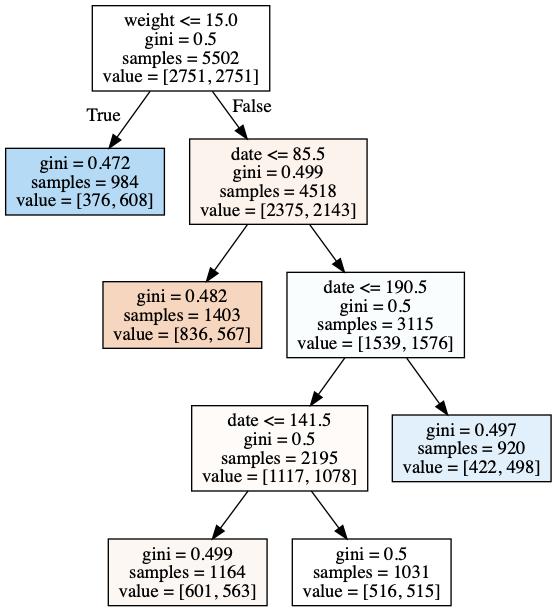 weight <= 15.0
gini = 0.5
samples = 5502
value = [2751, 2751]
True
False
gini = 0.472
samples = 984
value = [376, 608]
date <= 85.5
gini = 0.499
samples = 4518
value = [2375, 2143]
gini = 0.482
samples = 1403
value = [836, 567]
date <= 190.5
gini = 0.5
samples = 3115
value = [1539, 1576]
date <= 141.5
gini = 0.5
samples = 2195
value = [1117, 1078]
gini = 0.497
samples = 920
value = [422, 498]
gini = 0.499
samples = 1164
value = [601, 563]
gini = 0.5
samples = 1031
value = [516, 515]